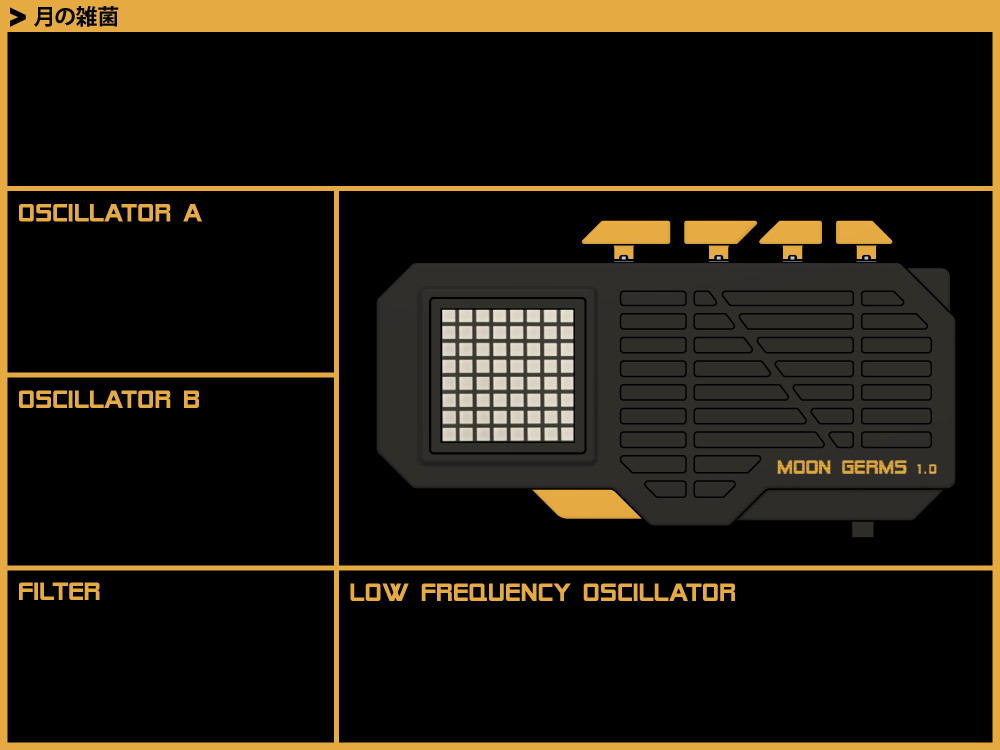 > 月の雑菌
OSCILLATOR A
OSCILLATOR B
MOON GERMS 1.0
FILTER
LOW FREQUENCY OSCILLATOR